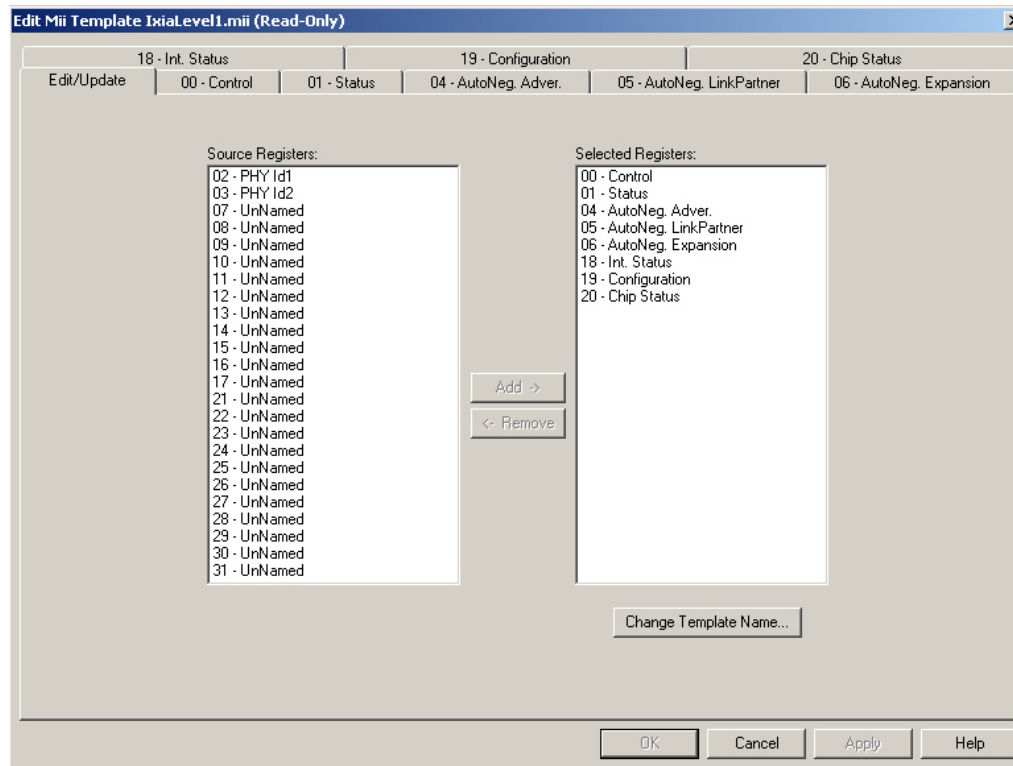 Edit Mii Template IxiaLevel1.mii (Read-Only)
18 - Int. Status
19 - Configuration
20 - Chip Status
Edit/Update
00 - Control
01 - Status
04 - AutoNeg. Adver.
05 - AutoNeg. LinkPartner
06 - AutoNeg. Expansion
Source Registers:
02 - PHY Id1
03 - PHY Id2
07 - UnNamed
08 - UnNamed
09 - UnNamed
10 - UnNamed
11 - UnNamed
12 - UnNamed
13 - UnNamed
14 - UnNamed
15 - UnNamed
16 - UnNamed
17 - UnNamed
21 - UnNamed
22 - UnNamed
23 - UnNamed
24 - UnNamed
25 - UnNamed
26 - UnNamed
27 - UnNamed
28 - UnNamed
29 - UnNamed
30 - UnNamed
31 - UnNamed
Add ->
<- Remove
Selected Registers:
00 - Control
01 - Status
04 - AutoNeg. Adver.
05 - AutoNeg. LinkPartner
06 - AutoNeg. Expansion
18 - Int. Status
19 - Configuration
20 - Chip Status
Change Template Name...
OK
Cancel
Apply
Help